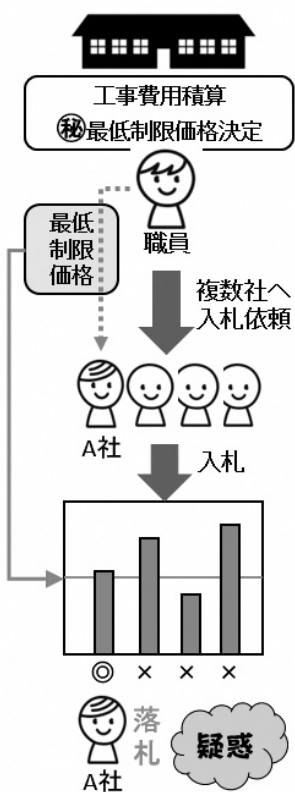 工事費用積算
㊙最低制限価格決定
職員
最低
制限
価格
複数社へ
入札依頼
A社
入札
◎ × × ×
落
札
A社
疑惑